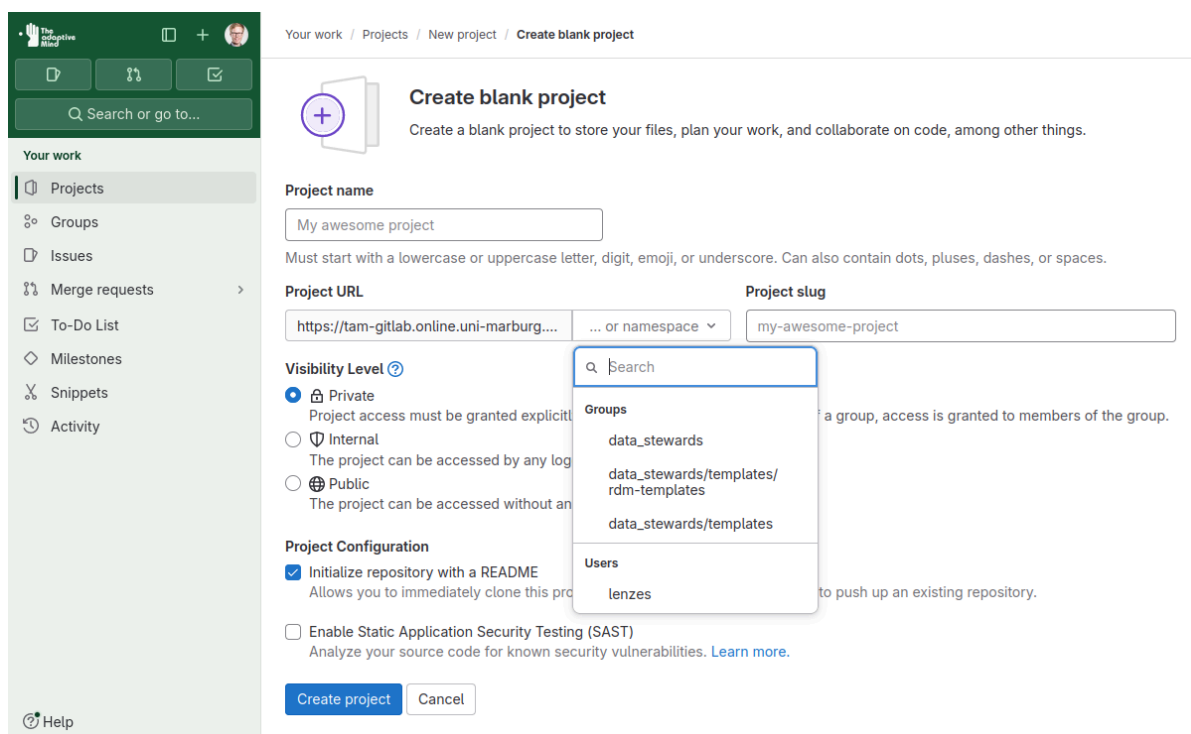 The
adaptive
Mind
Search or go to...
Your work
Projects
Groups
Issues
Merge requests
To-Do List
Milestones
Snippets
Activity
Help
Your work / Projects / New project / Create blank project
Create blank project
Create a blank project to store your files, plan your work, and collaborate on code, among other things.
Project name
My awesome project
Must start with a lowercase or uppercase letter, digit, emoji, or underscore. Can also contain dots, pluses, dashes, or spaces.
Project URL
Project slug
https://tam-gitlab.online.uni-marburg....
... or namespace
my-awesome-project
Search
Groups
data_stewards
data_stewards/templates/
rdm-templates
data_stewards/templates
Users
lenzes
Visibility Level
Private
Project access must be granted explicitl f a group, access is granted to members of the group.
Internal
The project can be accessed by any log
Public
The project can be accessed without an
Project Configuration
Initialize repository with a README
Allows you to immediately clone this pro to push up an existing repository.
Enable Static Application Security Testing (SAST)
Analyze your source code for known security vulnerabilities. Learn more.
Create project
Cancel